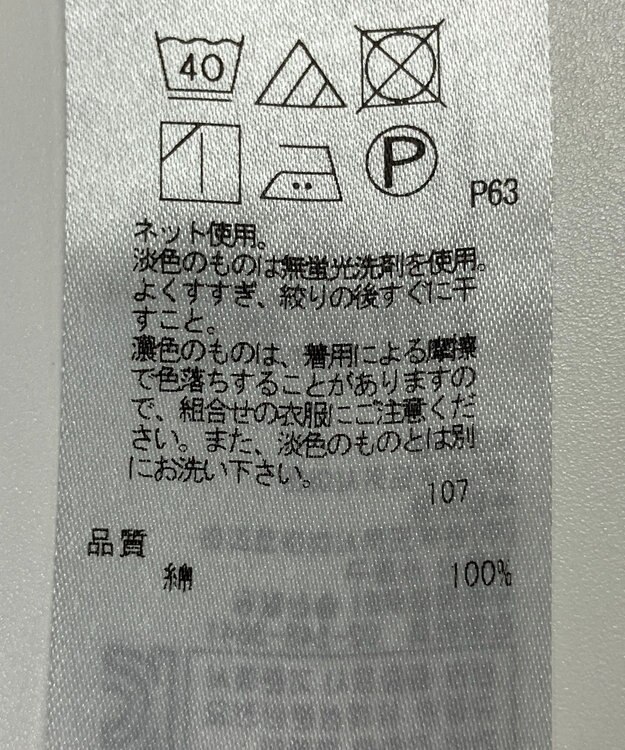 40
P
P63
ネット使用。
淡色のものは無蛍光洗剤を使用。
よくすすぎ、絞りの後すぐに干
すこと。
濃色のものは、着用による摩擦
で色落ちすることがありますの
で、組合せの衣服にご注意くだ
さい。また、淡色のものとは別
にお洗い下さい。
107
品質
綿 100%